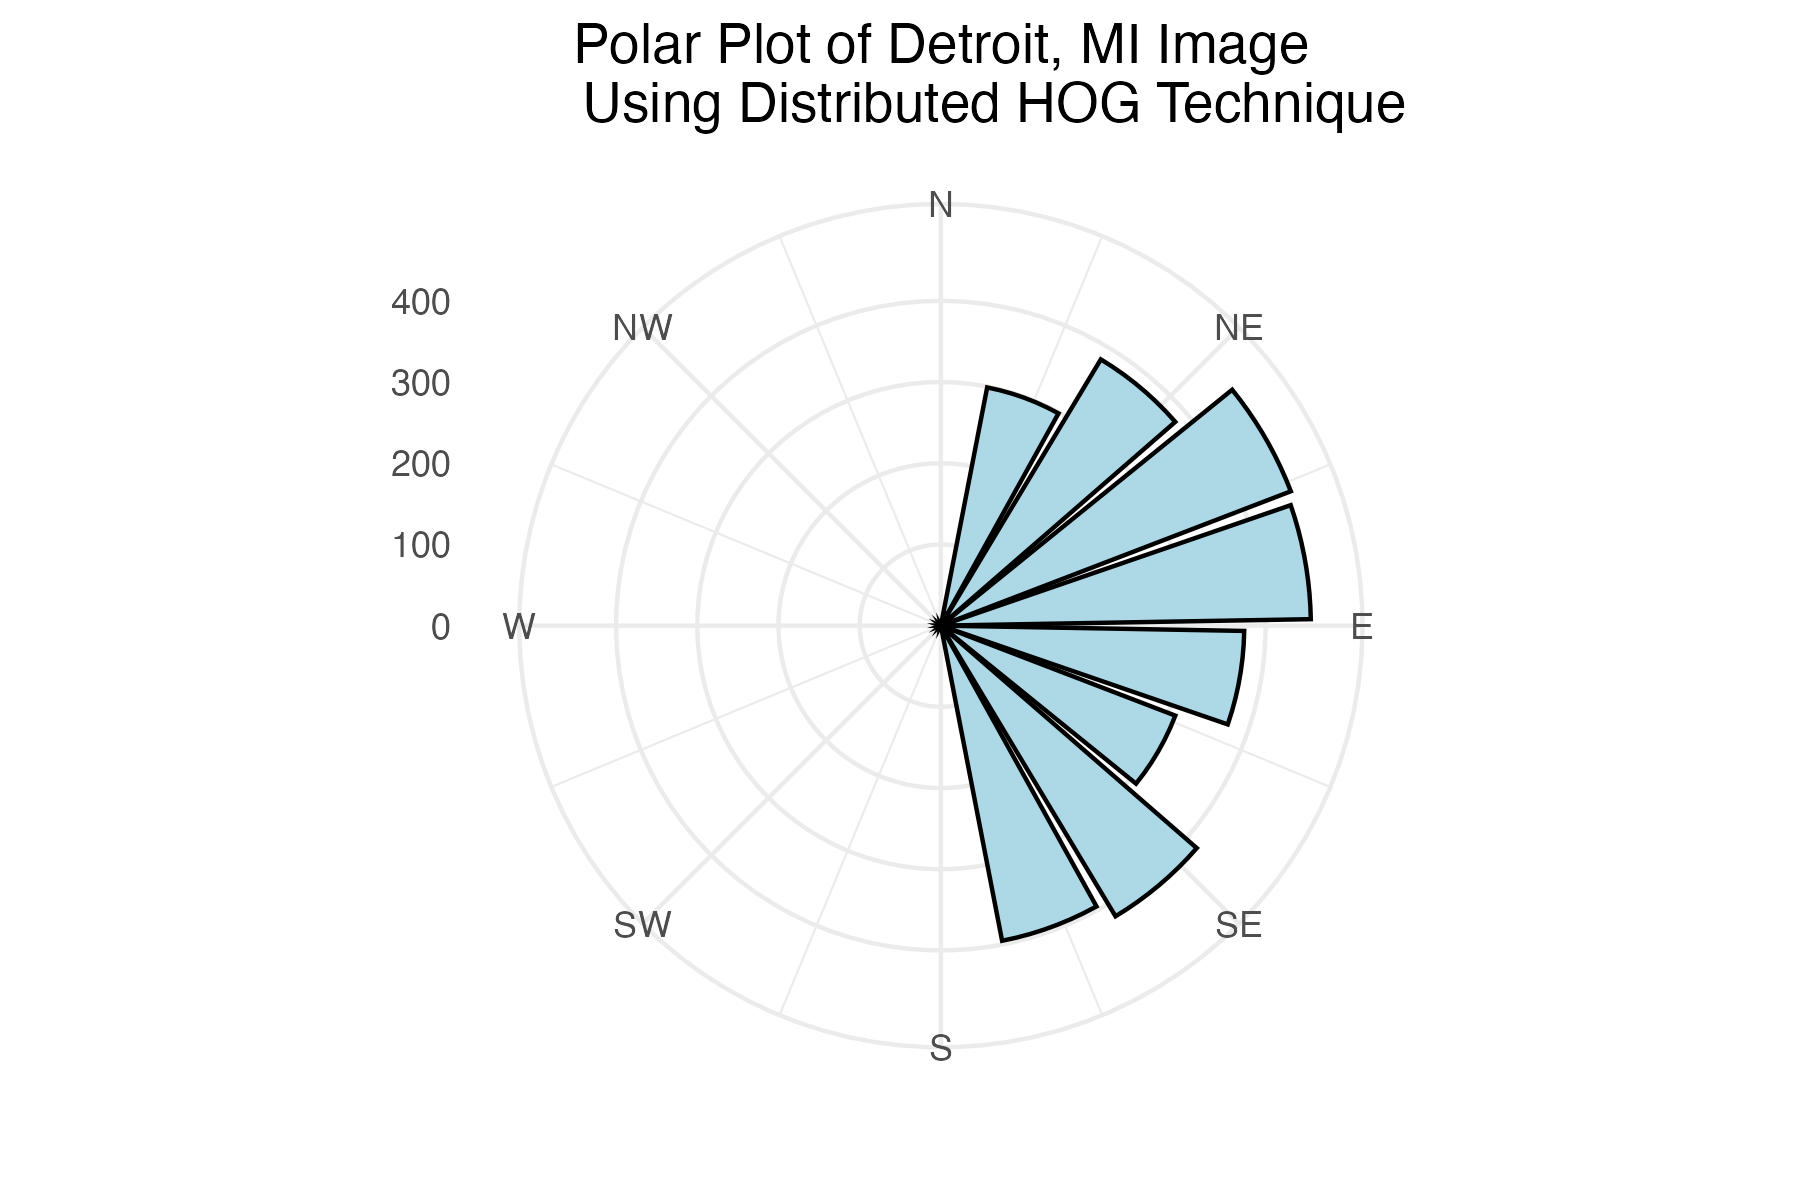 Polar Plot of Detroit, MI Image
Using Distributed HOG Technique
N
400
NW
NE
300
200
100
0
W
E
SW
SE
S